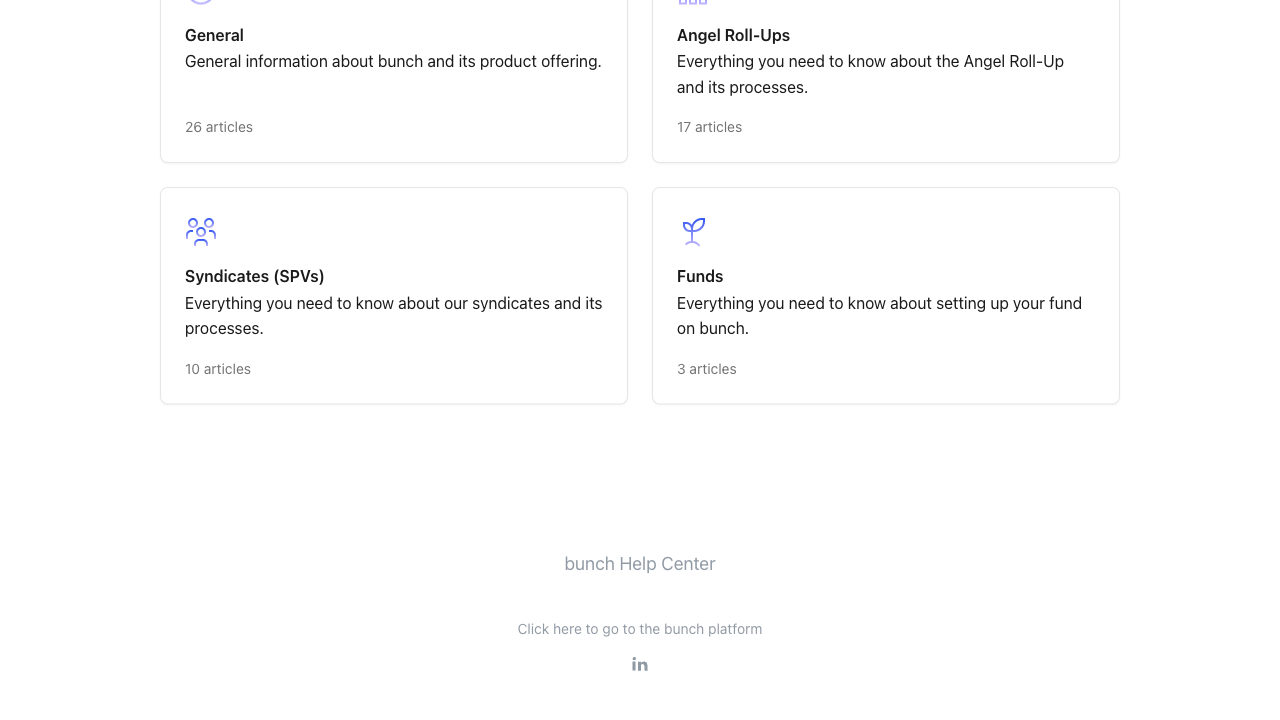 General
General information about bunch and its product offering.
26 articles
Angel Roll-Ups
Everything you need to know about the Angel Roll-Up
and its processes.
17 articles
Syndicates (SPVs)
Everything you need to know about our syndicates and its
processes.
10 articles
Funds
Everything you need to know about setting up your fund
on bunch.
3 articles
bunch Help Center
Click here to go to the bunch platform
in